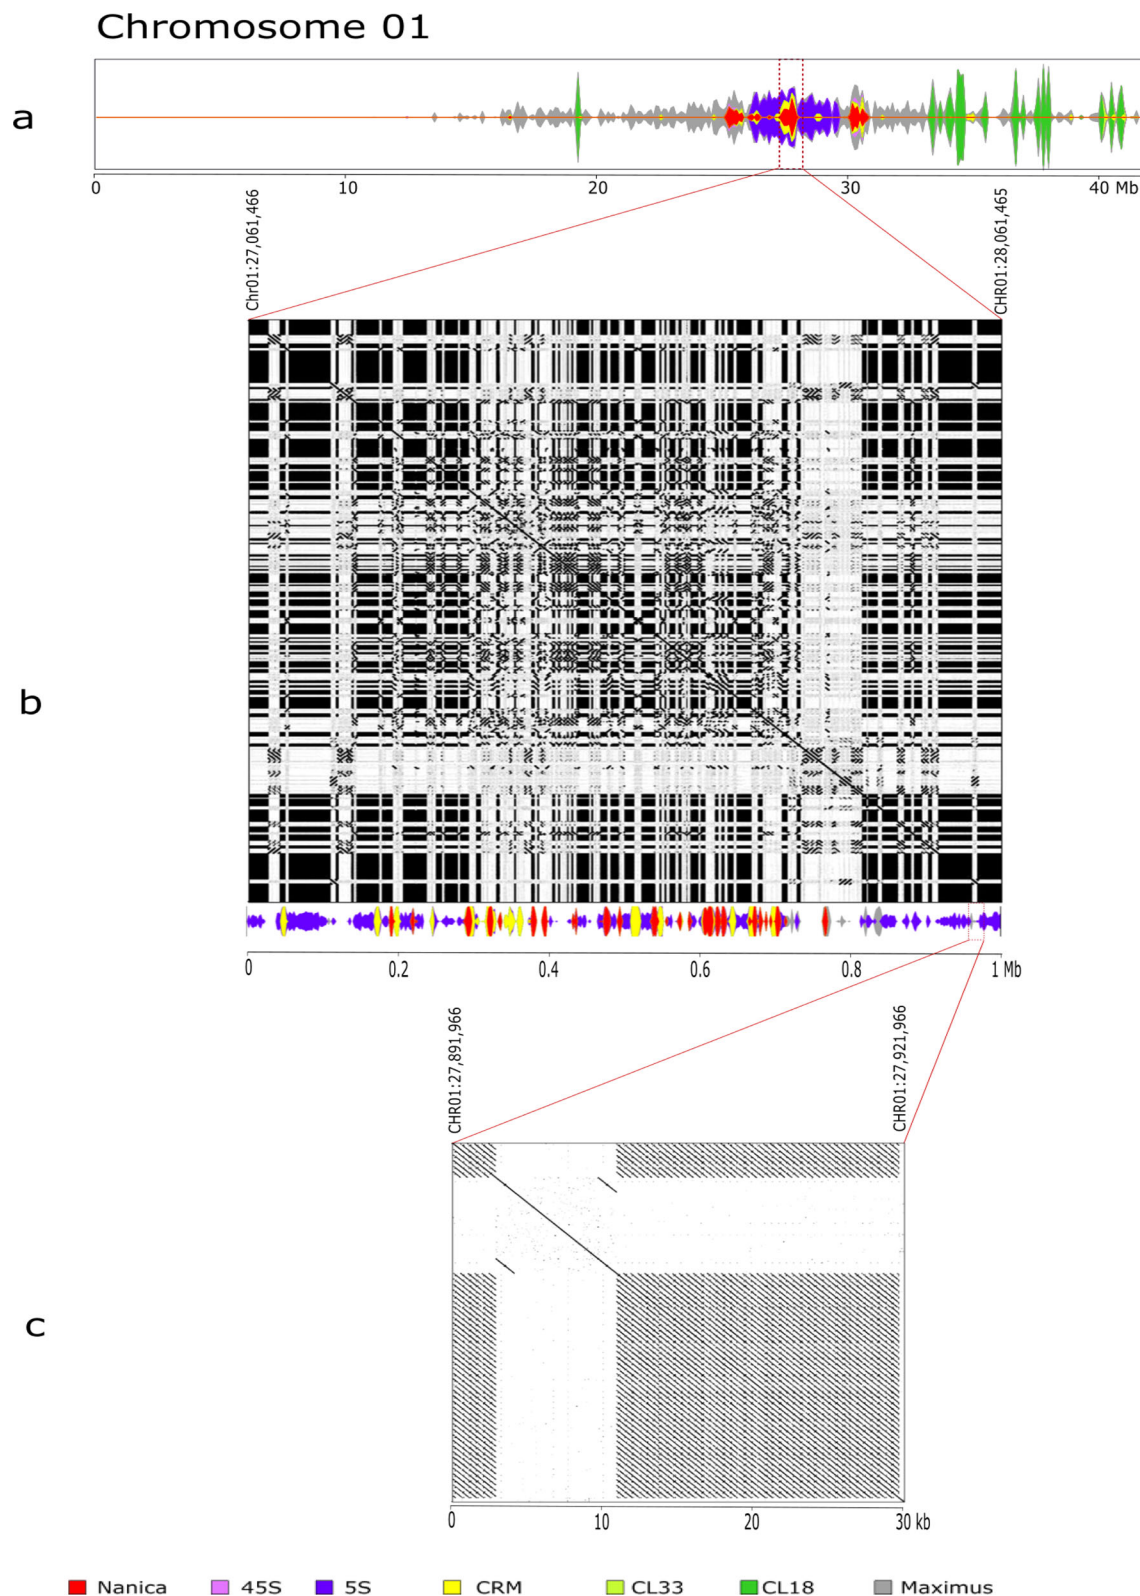 Chromosome 01
a
0 10 20 30 40 Mb
Chr01:27,061,466
CHR01:28,061,465
b
0 0.2 0.4 0.6 0.8 1 Mb
CHR01:27,891,966
CHR01:27,921,966
c
0 10 20 30 kb
Nanica 45S 5S CRM CL33 CL18 Maximus